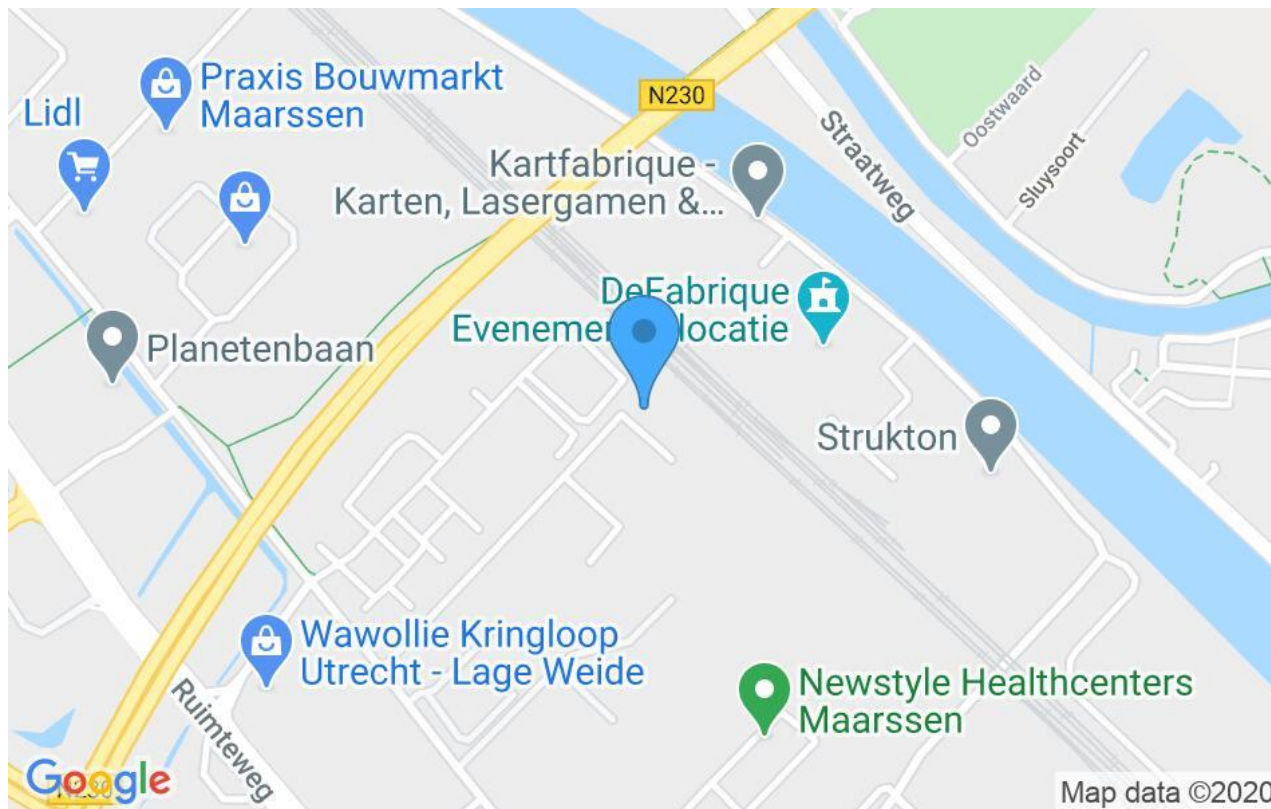 Praxis Bouwmarkt
Maarssen
Lidl
N230
Kartfabrique -
Karten, Lasergamen &...
Straatweg
Oostwaard
Sluysoort
DeFabrique
locatie
Planetenbaan
Strukton
Wawollie Kringloop
Utrecht - Lage Weide
Ruimteweg
Newstyle Healthcenters
Maarssen
Google
Map data ©2020